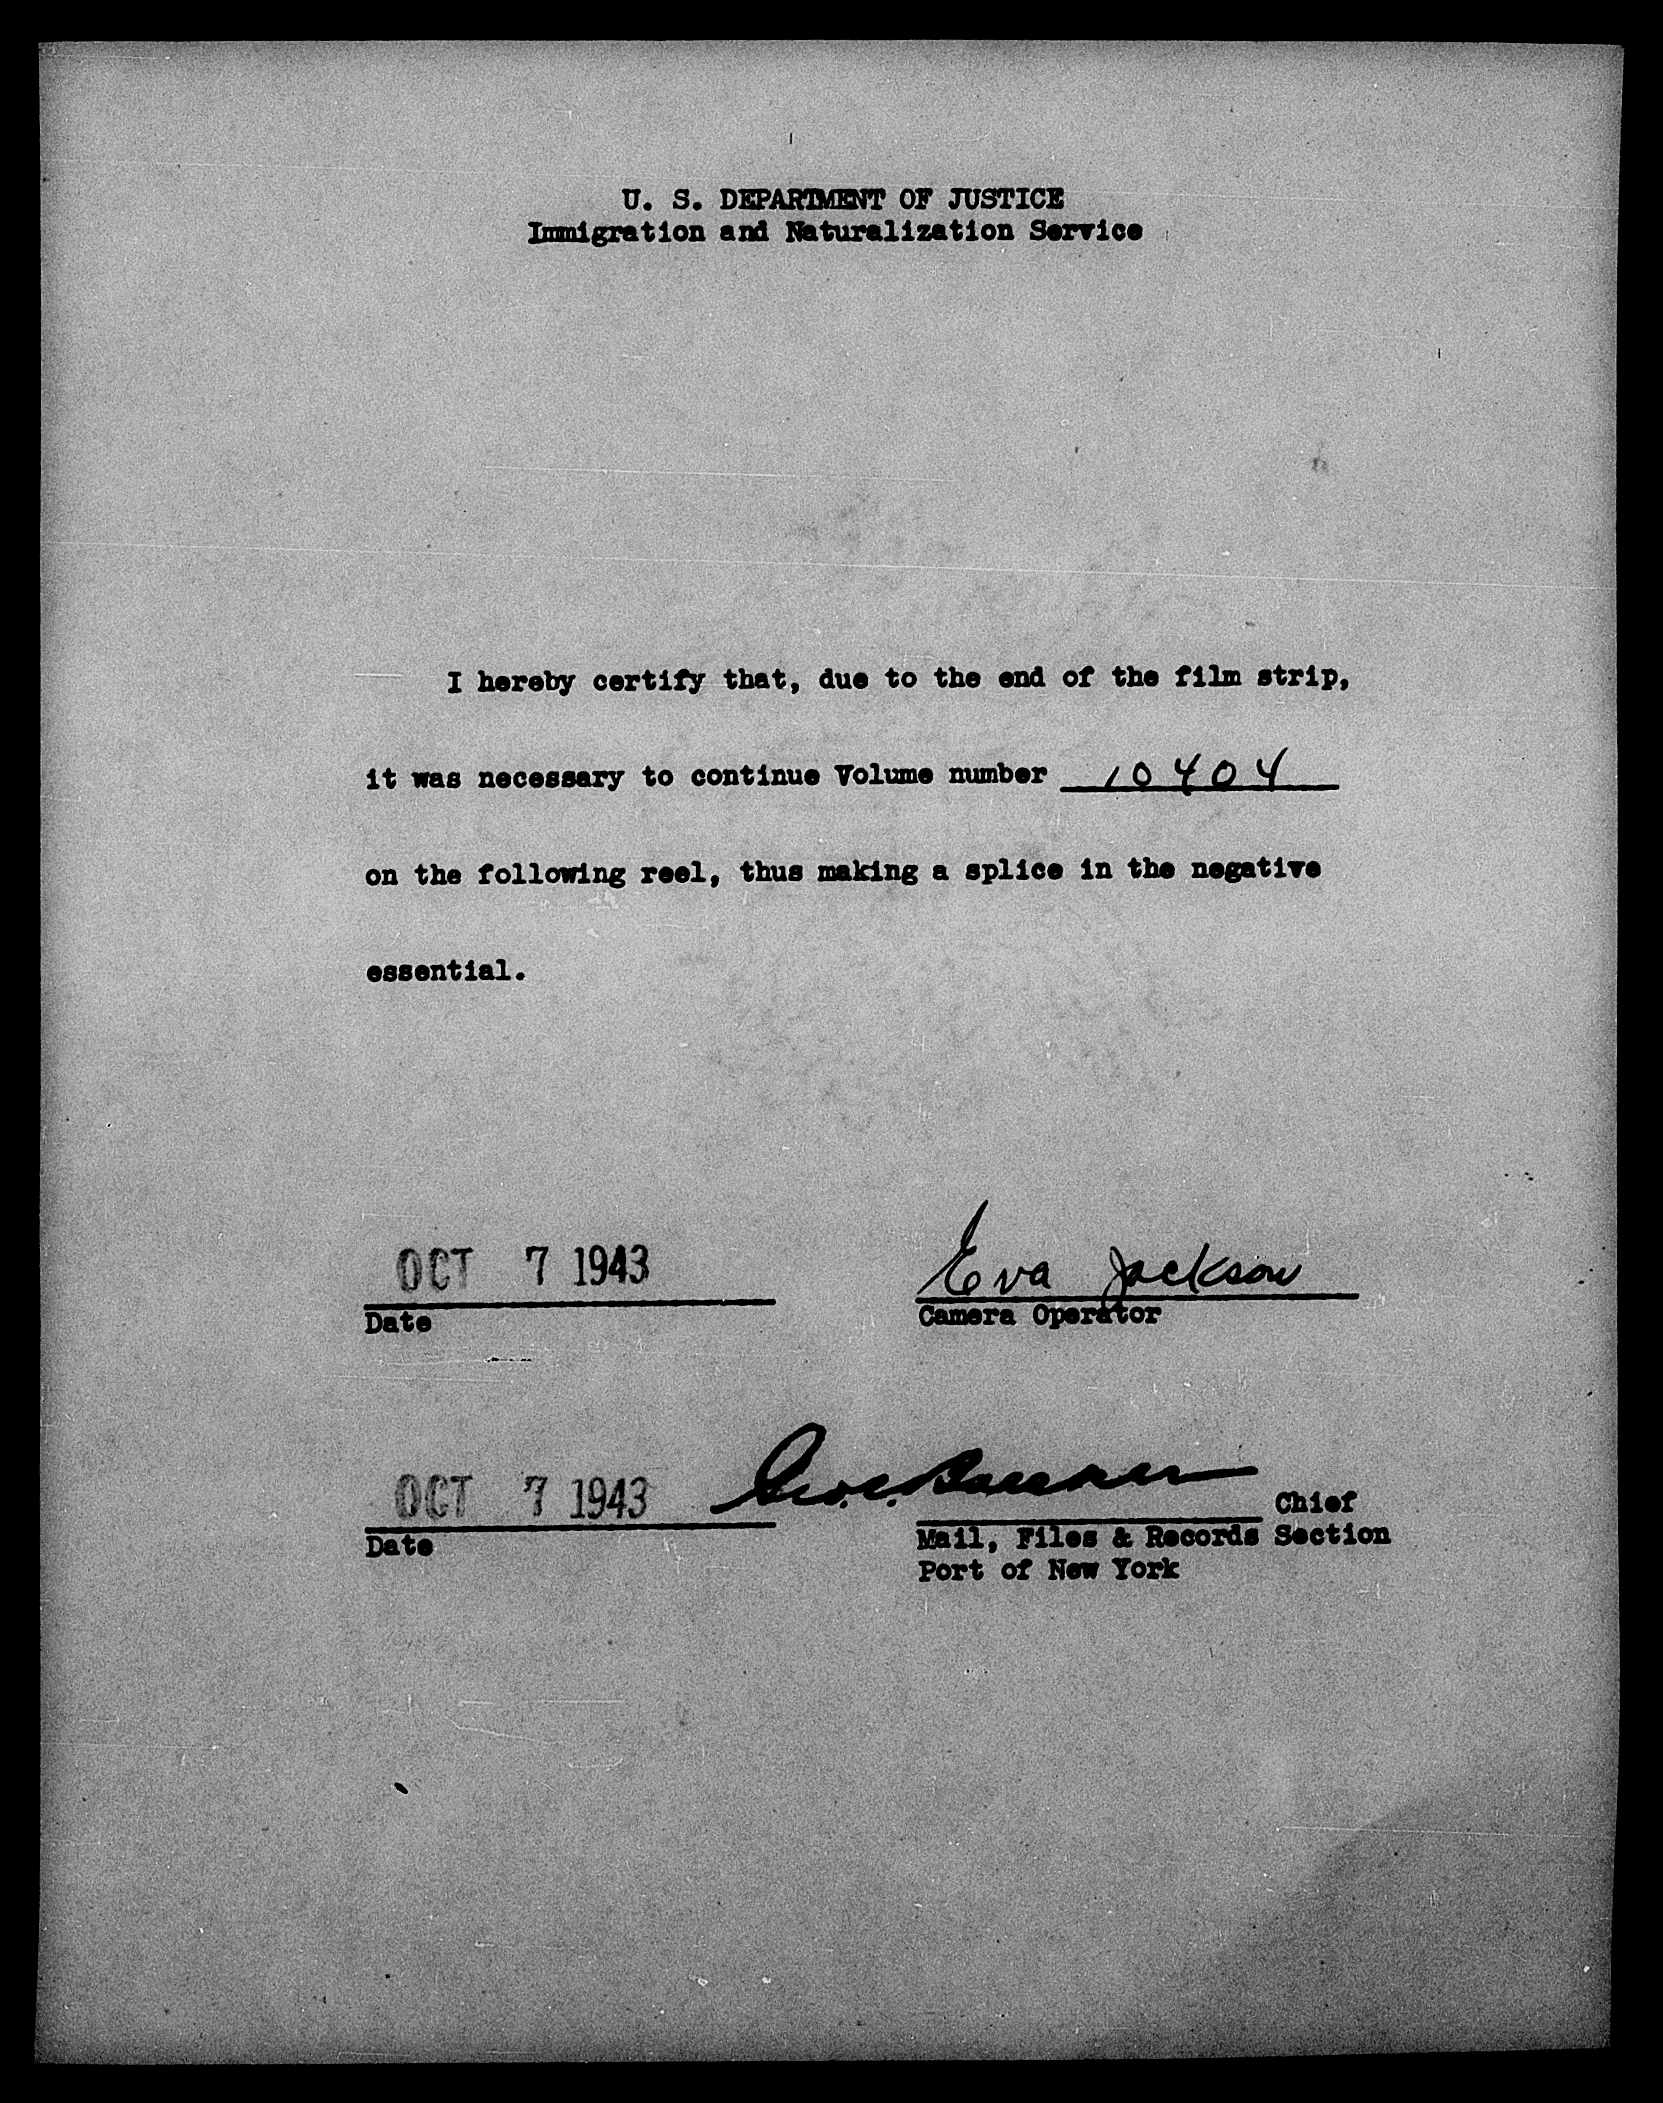 U. S. DEPARTMENT OF JUSTICE
Immigration and Naturalization Service
I hereby certify that, due to the end of the film strip,
it was necessary to continue Volume number 10404
on the following reel, thus making a splice in the negative
essential.
OCT 7 1943 Eva Jackson
Date Camera Operator
OCT 7 1943 Chief
Date Mail, Files & Records Section
Port of New York